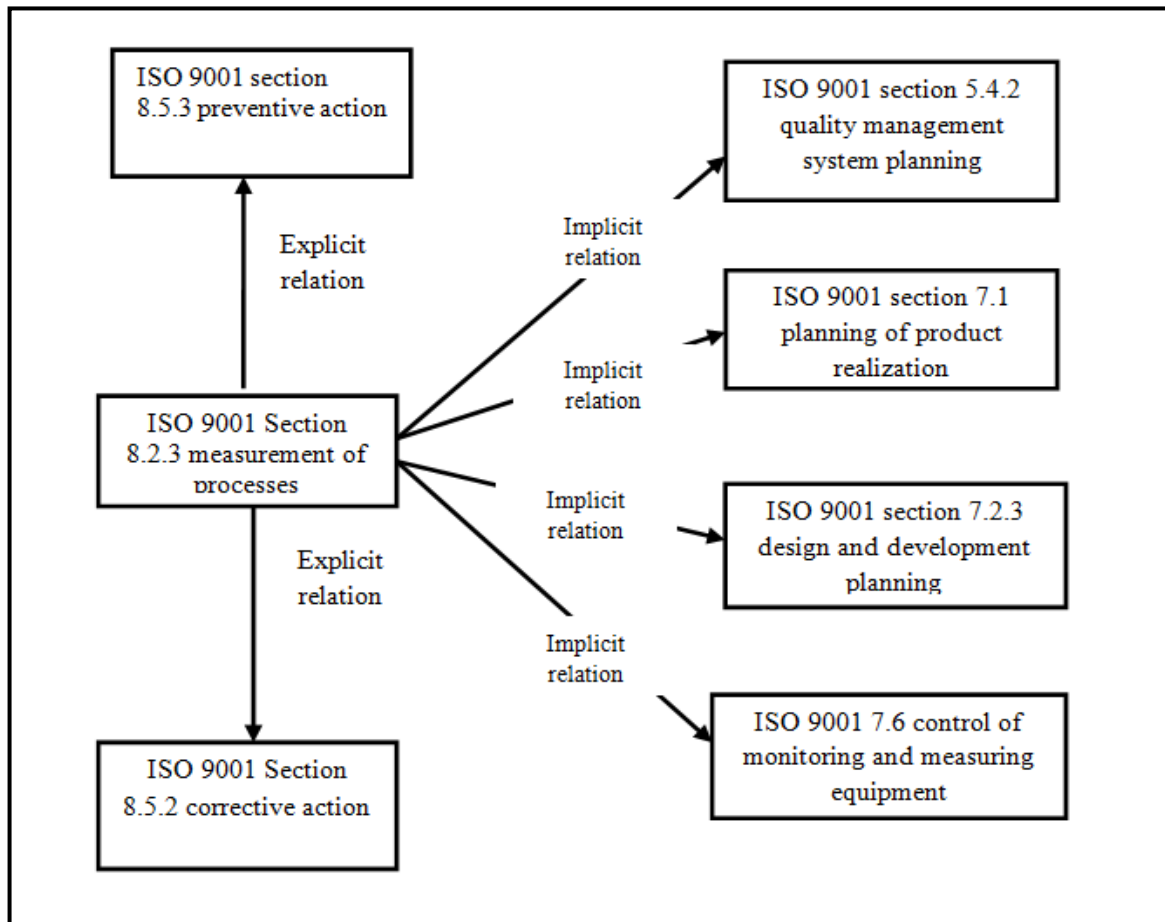 ISO 9001 section
8.5.3 preventive action
ISO 9001 section 5.4.2
quality management
system planning
Implicit
relation
Explicit
relation
ISO 9001 section 7.1
planning of product
realization
Implicit
relation
ISO 9001 Section
8.2.3 measurement of
processes
Implicit
relation
ISO 9001 section 7.2.3
design and development
planning
Explicit
relation
Implicit
relation
ISO 9001 7.6 control of
monitoring and measuring
equipment
ISO 9001 Section
8.5.2 corrective action